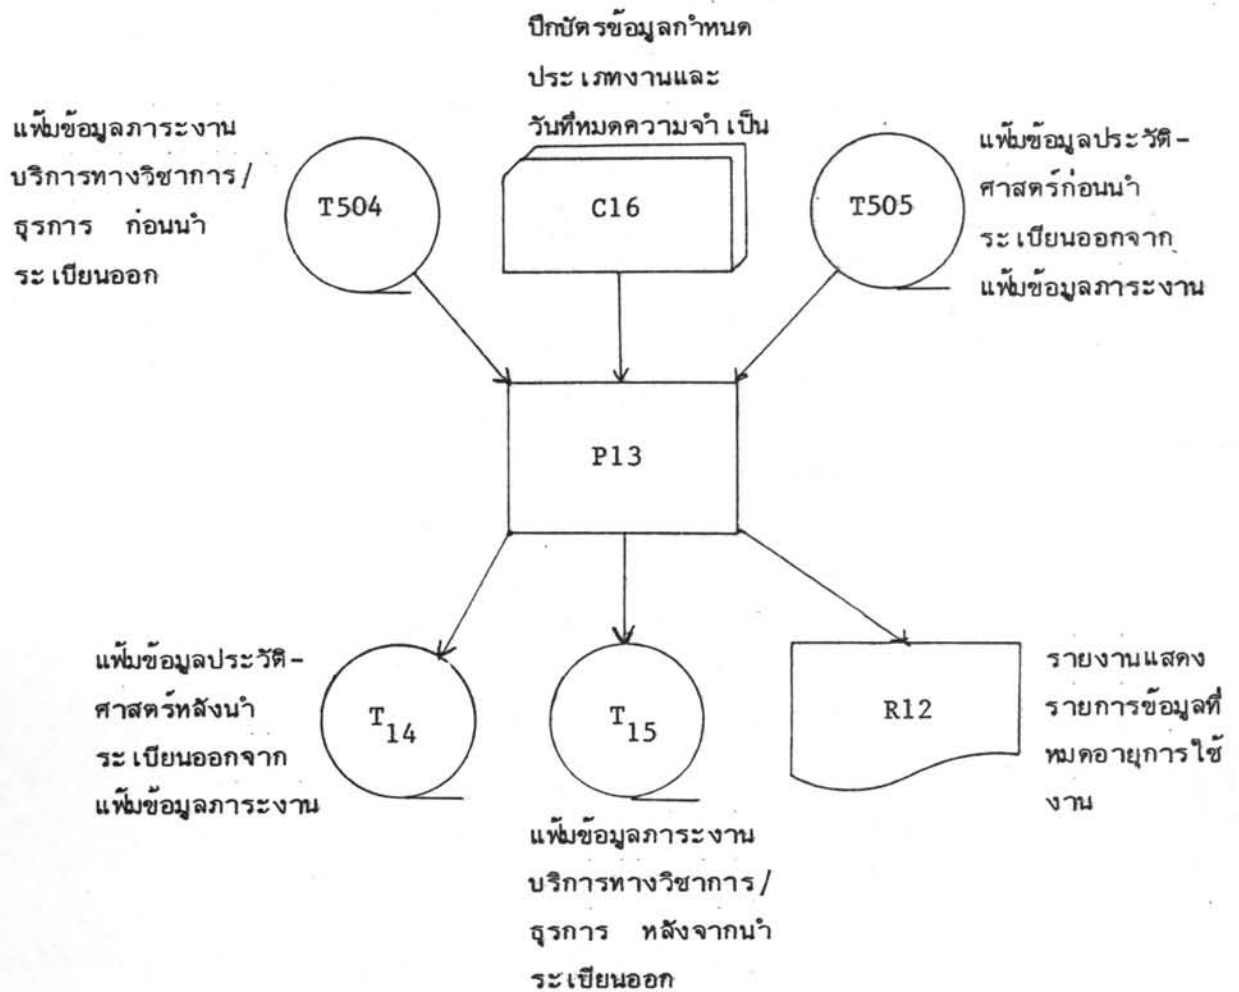 ปึกบัตรข้อมูลกำหนด
ประเภทงานและ
วันที่หมดความจำเป็น
แฟ้มข้อมูลภาระงาน
บริการทางวิชาการ/
ธุรการ ก่อนนำ
ระเบียนออก
T504
C16
T505
แฟ้มข้อมูลประวัติ-
ศาสตร์ก่อนนำ
ระเบียนออกจาก
แฟ้มข้อมูลภาระงาน
P13
แฟ้มข้อมูลประวัติ-
ศาสตร์หลังนำ
ระเบียนออกจาก
แฟ้มข้อมูลภาระงาน
T14
T15
R12
รายงานแสดง
รายการข้อมูลที่
หมดอายุการใช้
งาน
แฟ้มข้อมูลภาระงาน
บริการทางวิชาการ/
ธุรการ หลังจากนำ
ระเบียนออก